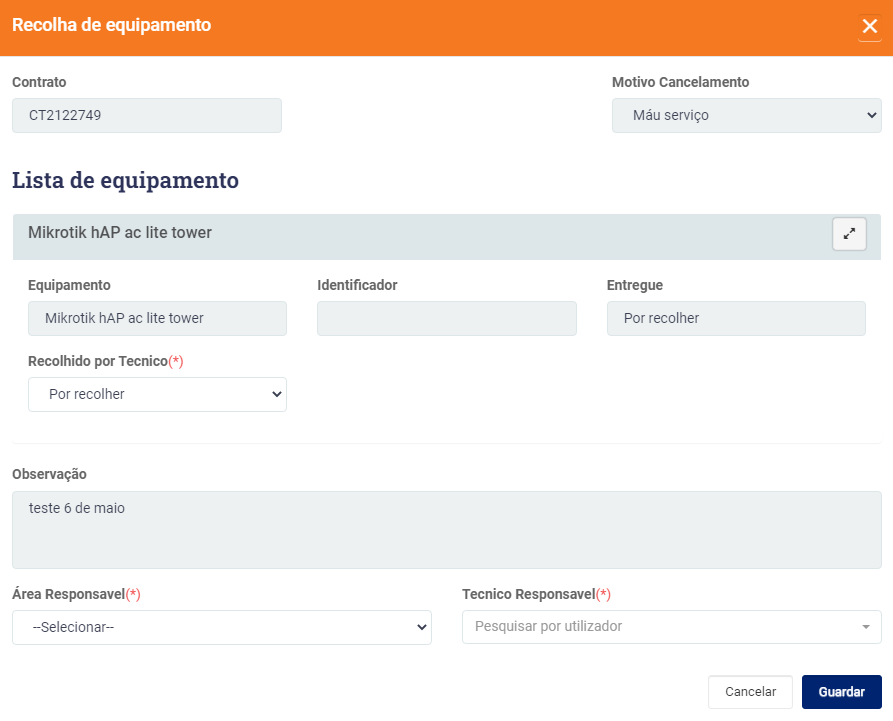 Recolha de equipamento
Contrato
Motivo Cancelamento
CT2122749
Máu serviço
Lista de equipamento
Mikrotik hAP ac lite tower
Equipamento
Identificador
Entregue
Mikrotik hAP ac lite tower
Por recolher
Recolhido por Tecnico(*)
Por recolher
Observação
teste 6 de maio
Área Responsavel(*)
Tecnico Responsavel(*)
--Selecionar--
Pesquisar por utilizador
Cancelar
Guardar